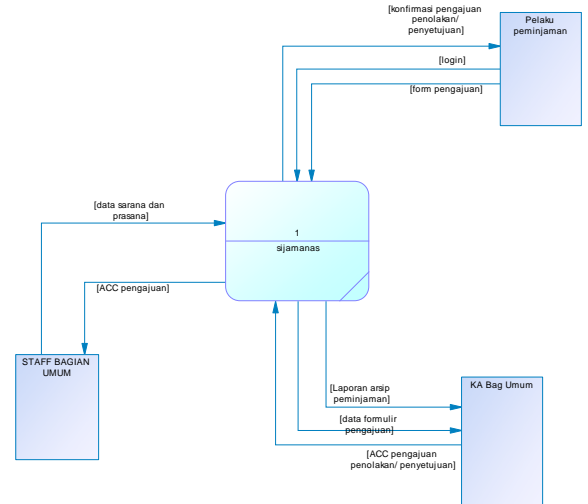 [konfirmasi pengajuan
penolakan/
penyetujuan]
Pelaku
peminjaman
[login]
[form pengajuan]
[data sarana dan
prasana]
1
sijamanas
[ACC pengajuan]
STAFF BAGIAN
UMUM
[Laporan arsip
peminjaman]
KA Bag Umum
[data formulir
pengajuan]
[ACC pengajuan
penolakan/ penyetujuan]